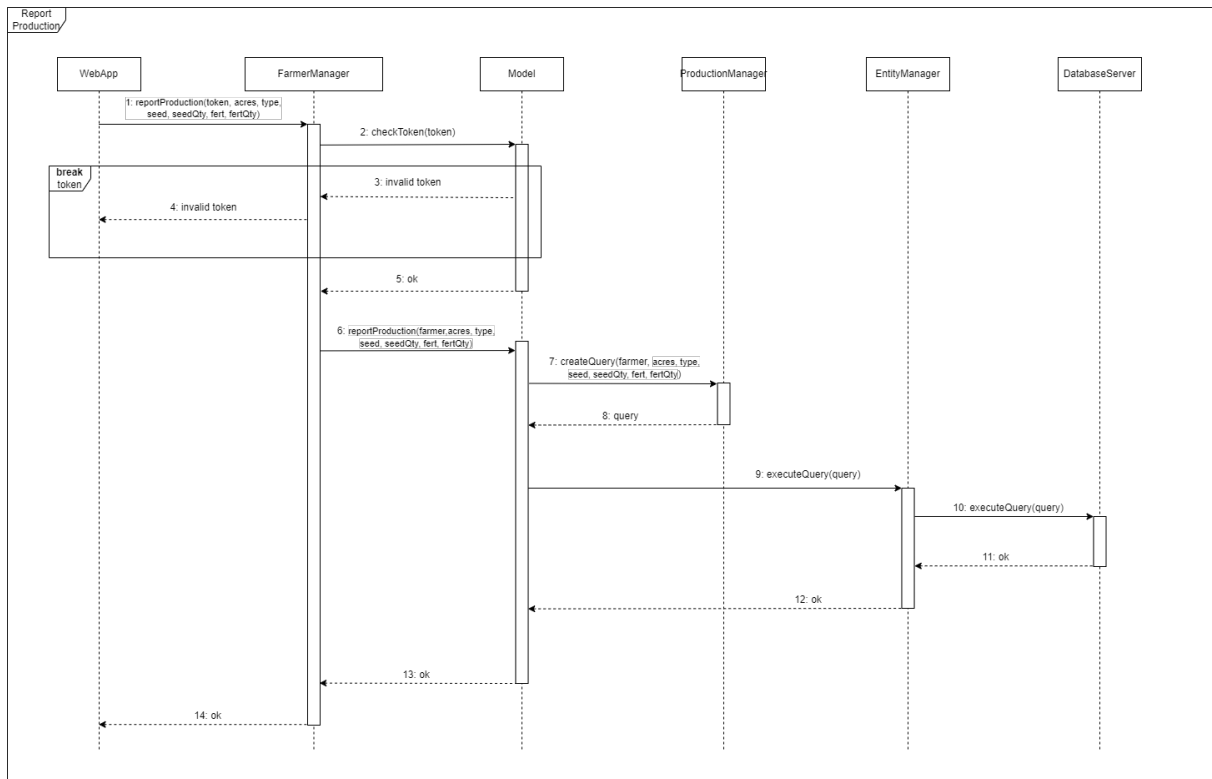 Report
Production
WebApp
FarmerManager
Model
ProductionManager
EntityManager
DatabaseServer
1: reportProduction(token, acres, type,
seed, seedQty, fert, fertQty)
2: checkToken(token)
break
token
3: invalid token
4: invalid token
5: ok
6: reportProduction(farmer,acres, type,
seed, seedQty, fert, fertQty)
7: createQuery(farmer, acres, type,
seed, seedQty, fert, fertQty)
8: query
9: executeQuery(query)
10: executeQuery(query)
11: ok
12: ok
13: ok
14: ok